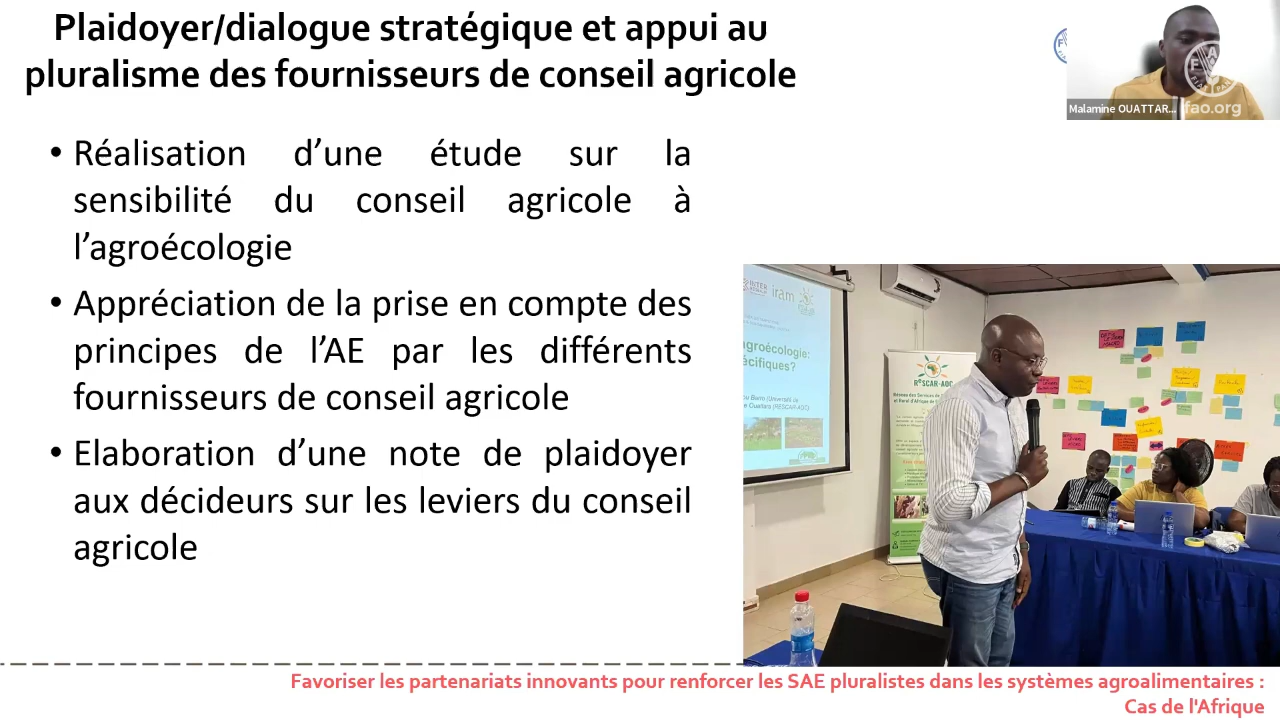 Plaidoyer/dialogue stratégique et appui au
pluralisme des fournisseurs de conseil agricole
Malamine OUATTAR...
fao.org
• Réalisation d’une étude sur la
sensibilité du conseil agricole à
l’agroécologie
• Appréciation de la prise en compte des
principes de l’AE par les différents
fournisseurs de conseil agricole
• Elaboration d’une note de plaidoyer
aux décideurs sur les leviers du conseil
agricole
iram
groécologie:
écifiques?
RESCAR-AOC
Favoriser les partenariats innovants pour renforcer les SAE pluralistes dans les systèmes agroalimentaires :
Cas de l'Afrique